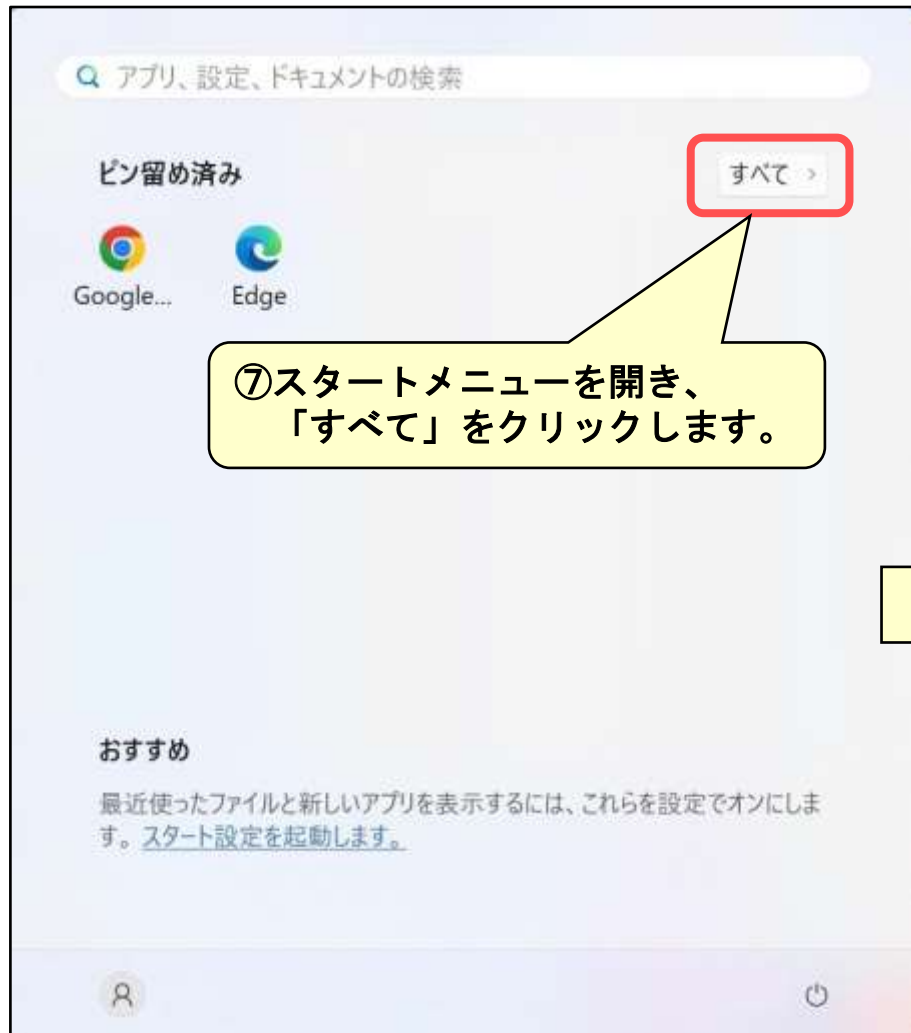 アプリ、設定、ドキュメントの検索
ピン留め済み
すべて >
Google...
Edge
⑦スタートメニューを開き、
「すべて」をクリックします。
おすすめ
最近使ったファイルと新しいアプリを表示するには、これらを設定でオンにしま
す。スタート設定を起動します。